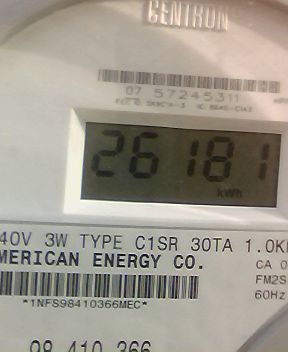 CENTRON
07 57245311
26181
kWh
40V 3W TYPE C1SR 30TA 1.0K
MERICAN ENERGY CO.
CA 0
FM2S
*1NFS98410366MEC*
60Hz
98 410 366